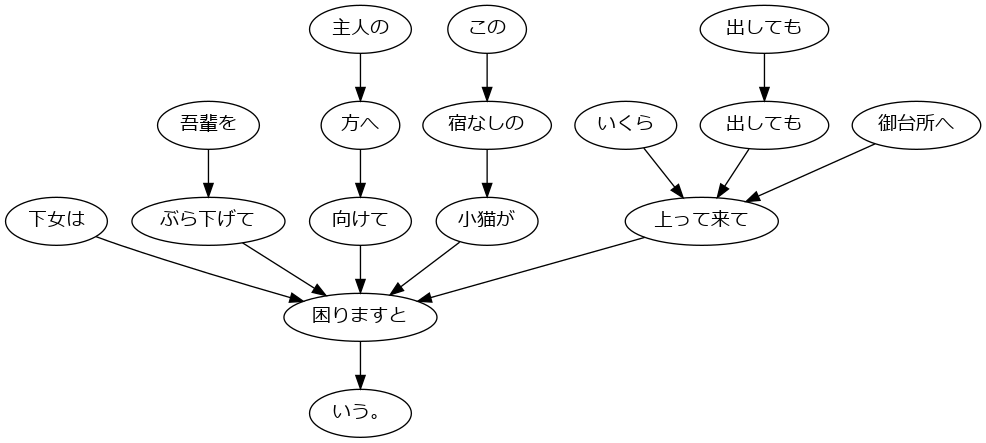 主人の
この
出しても
吾輩を
方へ
宿なしの
いくら
出しても
御台所へ
下女は
ぶら下げて
向けて
小猫が
上って来て
困りますと
いう。